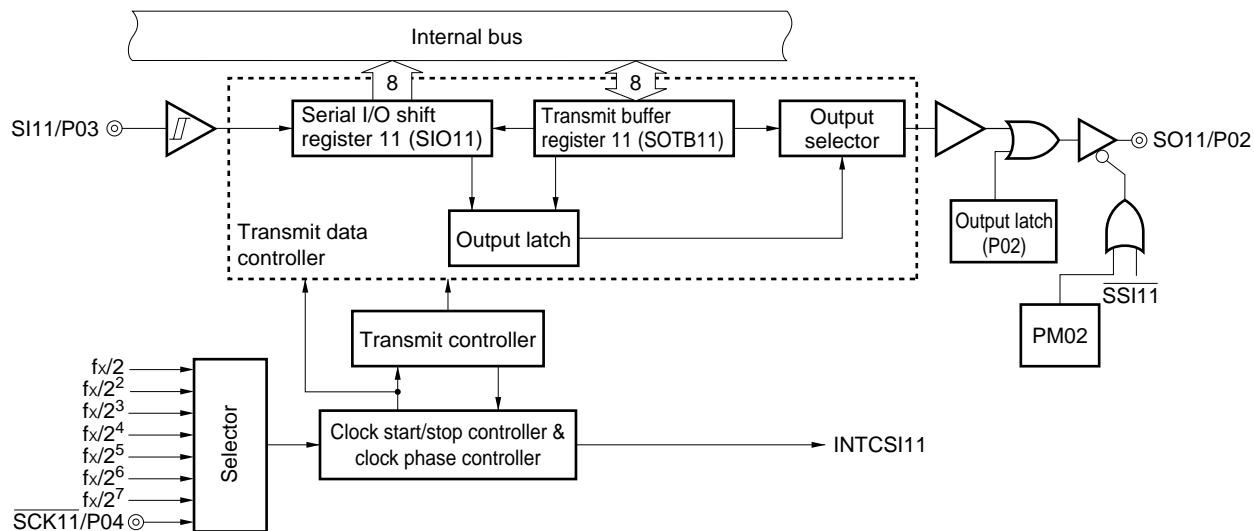 Internal bus
8
8
SI11/P03
Serial I/O shift
register 11 (SIO11)
Transmit buffer
register 11 (SOTB11)
Output
selector
SO11/P02
Output latch
Output latch
(P02)
Transmit data
controller
SSI11
PM02
Transmit controller
fX/2
fX/2²
fX/2³
fX/2⁴
fX/2⁵
fX/2⁶
fX/2⁷
SCK11/P04
Selector
Clock start/stop controller &
clock phase controller
INTCSI11